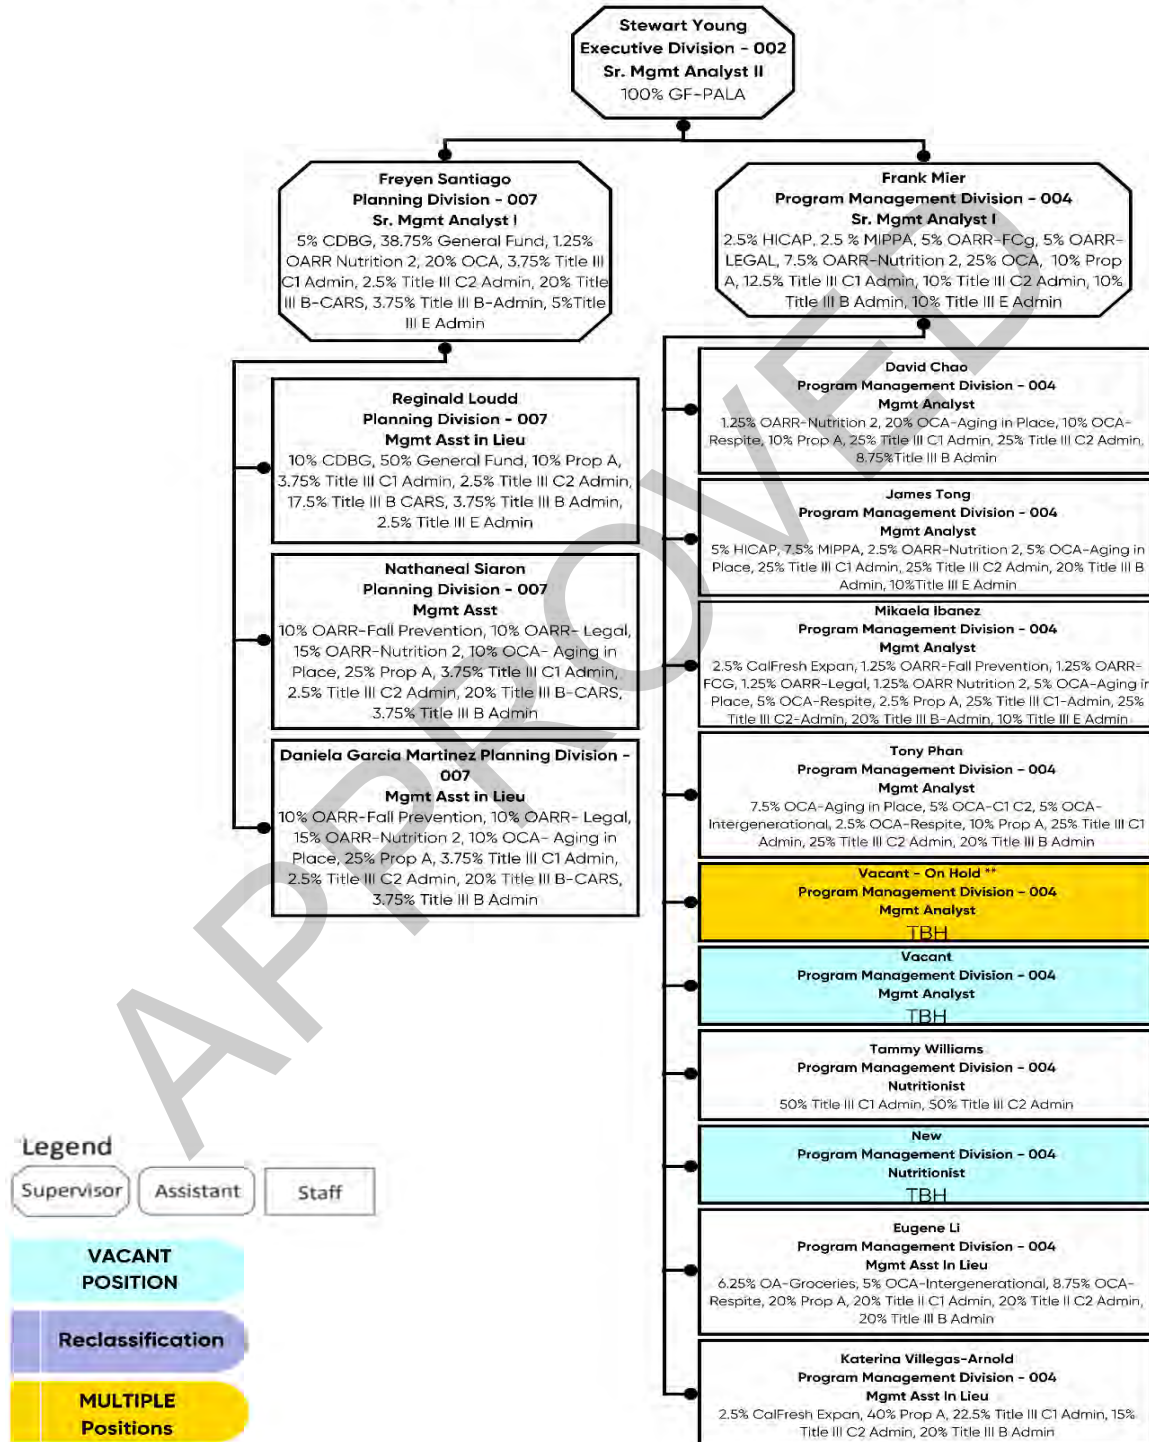 Stewart Young
Executive Division - 002
Sr. Mgmt Analyst II
100% GF-PALA
Freyen Santiago
Planning Division - 007
Sr. Mgmt Analyst I
5% CDBG, 38.75% General Fund, 1.25%
OARR Nutrition 2, 20% OCA, 3.75% Title III
C1 Admin, 2.5% Title III C2 Admin, 20% Title
III B-CARS, 3.75% Title III B-Admin, 5%Title
III E Admin
Frank Mier
Program Management Division - 004
Sr. Mgmt Analyst I
2.5% HICAP, 2.5 % MIPPA, 5% OARR-FCg, 5% OARR-
LEGAL, 7.5% OARR-Nutrition 2, 25% OCA, 10% Prop
A, 12.5% Title III C1 Admin, 10% Title III C2 Admin, 10%
Title III B Admin, 10% Title III E Admin
Reginald Loudd
Planning Division - 007
Mgmt Asst in Lieu
10% CDBG, 50% General Fund, 10% Prop A,
3.75% Title III C1 Admin, 2.5% Title III C2 Admin,
17.5% Title III B CARS, 3.75% Title III B Admin,
2.5% Title III E Admin
Nathaneal Siaron
Planning Division - 007
Mgmt Asst
10% OARR-Fall Prevention, 10% OARR- Legal,
15% OARR-Nutrition 2, 10% OCA- Aging in
Place, 25% Prop A, 3.75% Title III C1 Admin,
2.5% Title III C2 Admin, 20% Title III B-CARS,
3.75% Title III B Admin
Daniela Garcia Martinez Planning Division -
007
Mgmt Asst in Lieu
10% OARR-Fall Prevention, 10% OARR- Legal,
15% OARR-Nutrition 2, 10% OCA- Aging in
Place, 25% Prop A, 3.75% Title III C1 Admin,
2.5% Title III C2 Admin, 20% Title III B-CARS,
3.75% Title III B Admin
David Chao
Program Management Division - 004
Mgmt Analyst
1.25% OARR-Nutrition 2, 20% OCA-Aging in Place, 10% OCA-
Respite, 10% Prop A, 25% Title III C1 Admin, 25% Title III C2 Admin,
8.75%Title III B Admin
James Tong
Program Management Division - 004
Mgmt Analyst
5% HICAP, 7.5% MIPPA, 2.5% OARR-Nutrition 2, 5% OCA-Aging in
Place, 25% Title III C1 Admin, 25% Title III C2 Admin, 20% Title III B
Admin, 10%Title III E Admin
Mikaela Ibanez
Program Management Division - 004
Mgmt Analyst
2.5% CalFresh Expan, 1.25% OARR-Fall Prevention, 1.25% OARR-
FCG, 1.25% OARR-Legal, 1.25% OARR Nutrition 2, 5% OCA-Aging in
Place, 5% OCA-Respite, 2.5% Prop A, 25% Title III C1-Admin, 25%
Title III C2-Admin, 20% Title III B-Admin, 10% Title III E Admin
Tony Phan
Program Management Division - 004
Mgmt Analyst
7.5% OCA-Aging in Place, 5% OCA-C1 C2, 5% OCA-
Intergenerational, 2.5% OCA-Respite, 10% Prop A, 25% Title III C1
Admin, 25% Title III C2 Admin, 20% Title III B Admin
Vacant - On Hold **
Program Management Division - 004
Mgmt Analyst
TBH
Vacant
Program Management Division - 004
Mgmt Analyst
TBH
Tammy Williams
Program Management Division - 004
Nutritionist
50% Title III C1 Admin, 50% Title III C2 Admin
New
Program Management Division - 004
Nutritionist
TBH
Eugene Li
Program Management Division - 004
Mgmt Asst In Lieu
6.25% OA-Groceries, 5% OCA-Intergenerational, 8.75% OCA-
Respite, 20% Prop A, 20% Title II C1 Admin, 20% Title II C2 Admin,
20% Title III B Admin
Katerina Villegas-Arnold
Program Management Division - 004
Mgmt Asst In Lieu
2.5% CalFresh Expan, 40% Prop A, 22.5% Title III C1 Admin, 15%
Title III C2 Admin, 20% Title III B Admin
Legend
Supervisor
Assistant
Staff
VACANT
POSITION
Reclassification
MULTIPLE
Positions
APPROVED